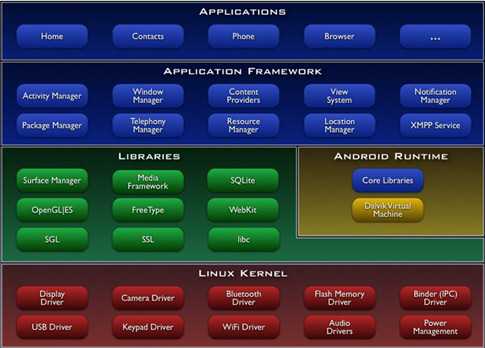 APPLICATIONS
Home Contacts Phone Browser ...
APPLICATION FRAMEWORK
Activity Manager Window Manager Content Providers View System Notification Manager
Package Manager Telephony Manager Resource Manager Location Manager XMPP Service
LIBRARIES
Surface Manager Media Framework SQLite
OpenGL|ES FreeType WebKit
SGL SSL libc
ANDROID RUNTIME
Core Libraries
Dalvik Virtual Machine
LINUX KERNEL
Display Driver Camera Driver Bluetooth Driver Flash Memory Driver Binder (IPC) Driver
USB Driver Keypad Driver WiFi Driver Audio Drivers Power Management